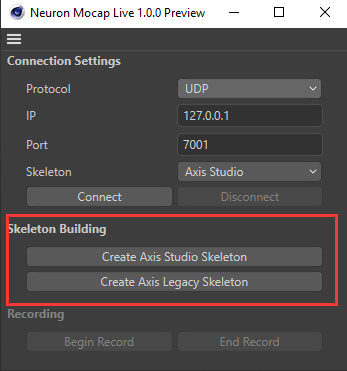 Neuron Mocap Live 1.0.0 Preview
Connection Settings
Protocol UDP
IP 127.0.0.1
Port 7001
Skeleton Axis Studio
Connect Disconnect
Skeleton Building
Create Axis Studio Skeleton
Create Axis Legacy Skeleton
Recording
Begin Record End Record